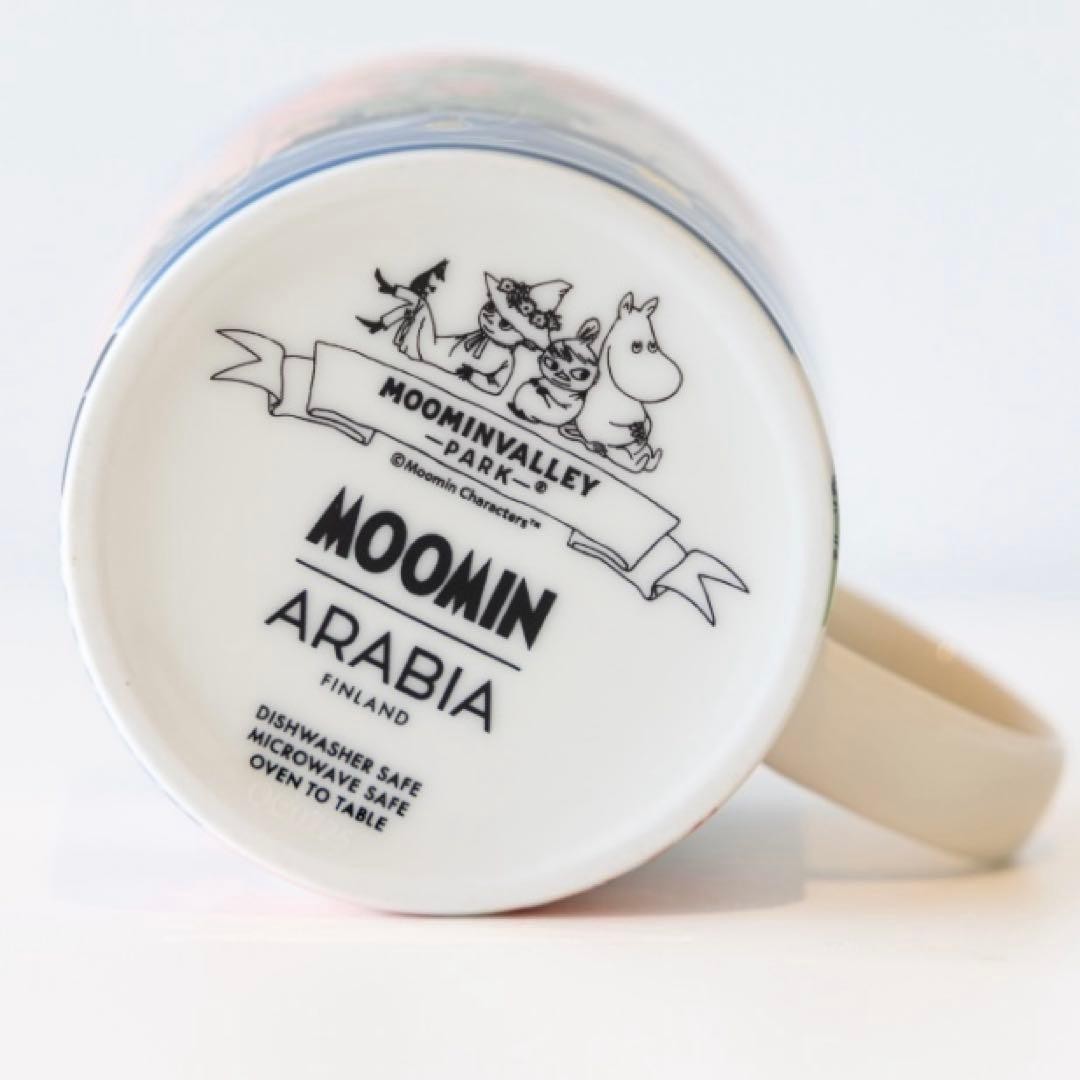 MOOMINVALLEY
—PARK—®
©Moomin Characters™
MOOMIN
ARABIA
FINLAND
DISHWASHER SAFE
MICROWAVE SAFE
OVEN TO TABLE